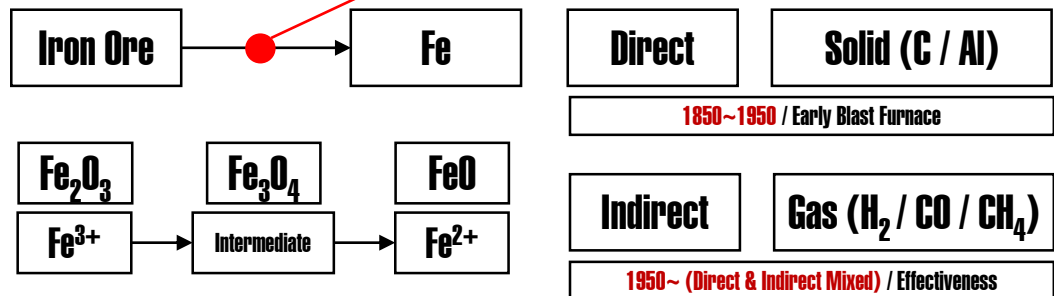 Iron Ore
Fe
Fe₂O₃
Fe₃O₄
FeO
Fe³⁺
Intermediate
Fe²⁺
Direct
Solid (C / Al)
1850~1950 / Early Blast Furnace
Indirect
Gas (H₂ / CO / CH₄)
1950~ (Direct & Indirect Mixed) / Effectiveness